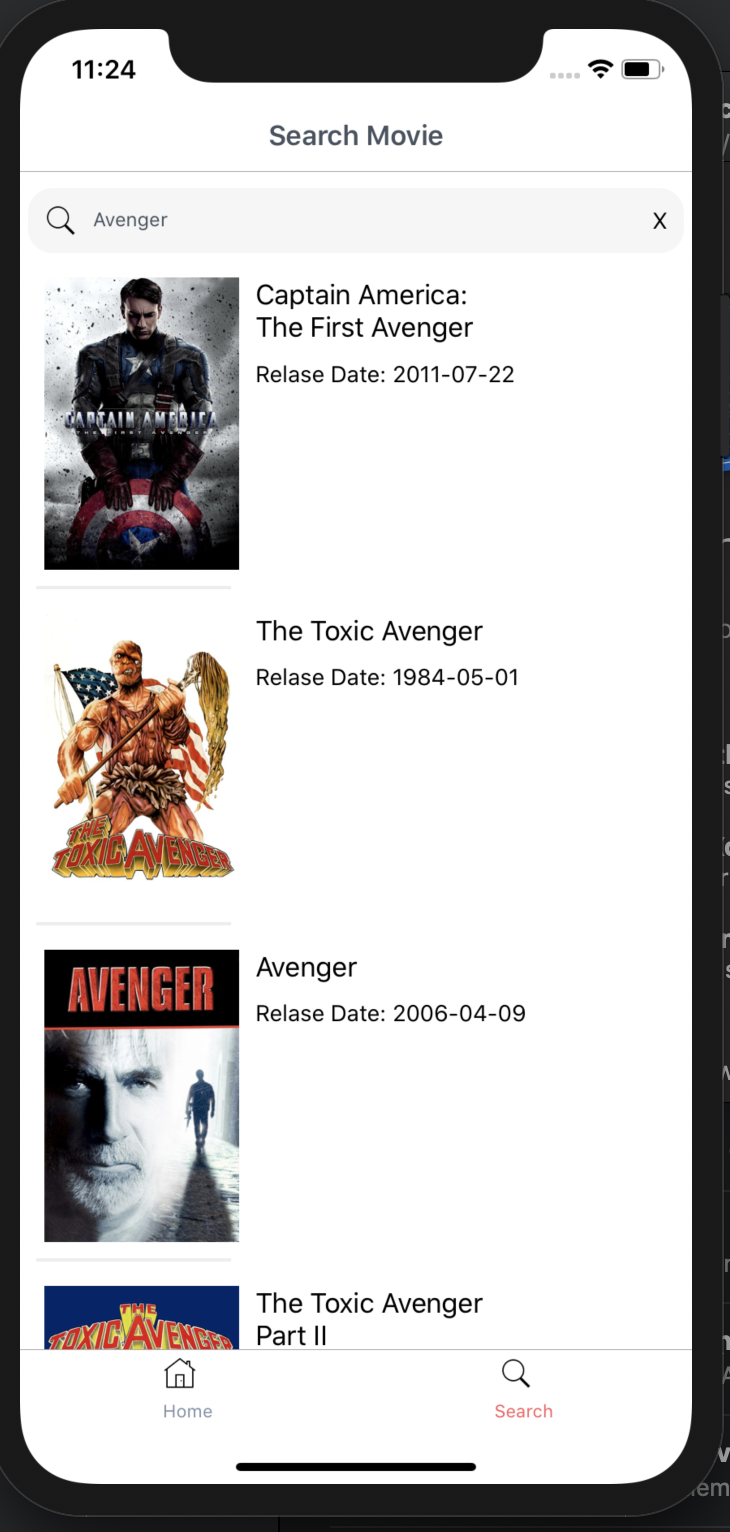 11:24
Search Movie
Avenger
X
CAPTAIN AMERICA
THE FIRST AVENGER
Captain America:
The First Avenger
Relase Date: 2011-07-22
The Toxic Avenger
Relase Date: 1984-05-01
THE
TOXIC AVENGER
AVENGER
Avenger
Relase Date: 2006-04-09
THE
TOXIC AVENGER
The Toxic Avenger
Part II
Home
Search